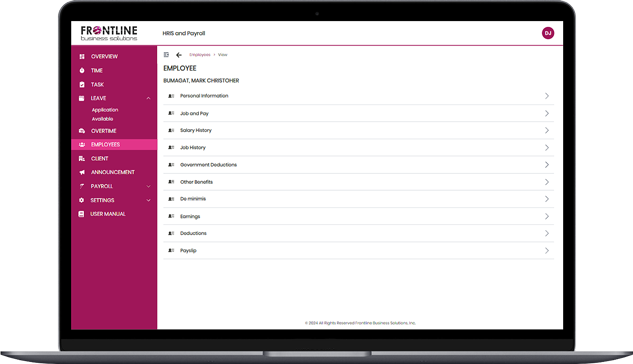 FRONTLINE
business solutions
HRIS and Payroll
DJ
OVERVIEW
TIME
TASK
LEAVE
Application
Available
OVERTIME
EMPLOYEES
CLIENT
ANNOUNCEMENT
PAYROLL
SETTINGS
USER MANUAL
Employees • View
EMPLOYEE
BUMAGAT, MARK CHRISTOHER
Personal Information
Job and Pay
Salary History
Job History
Government Deductions
Other Benefits
De minimis
Earnings
Deductions
Payslip
© 2023 All Rights Reserved Frontline Business Solutions, Inc.